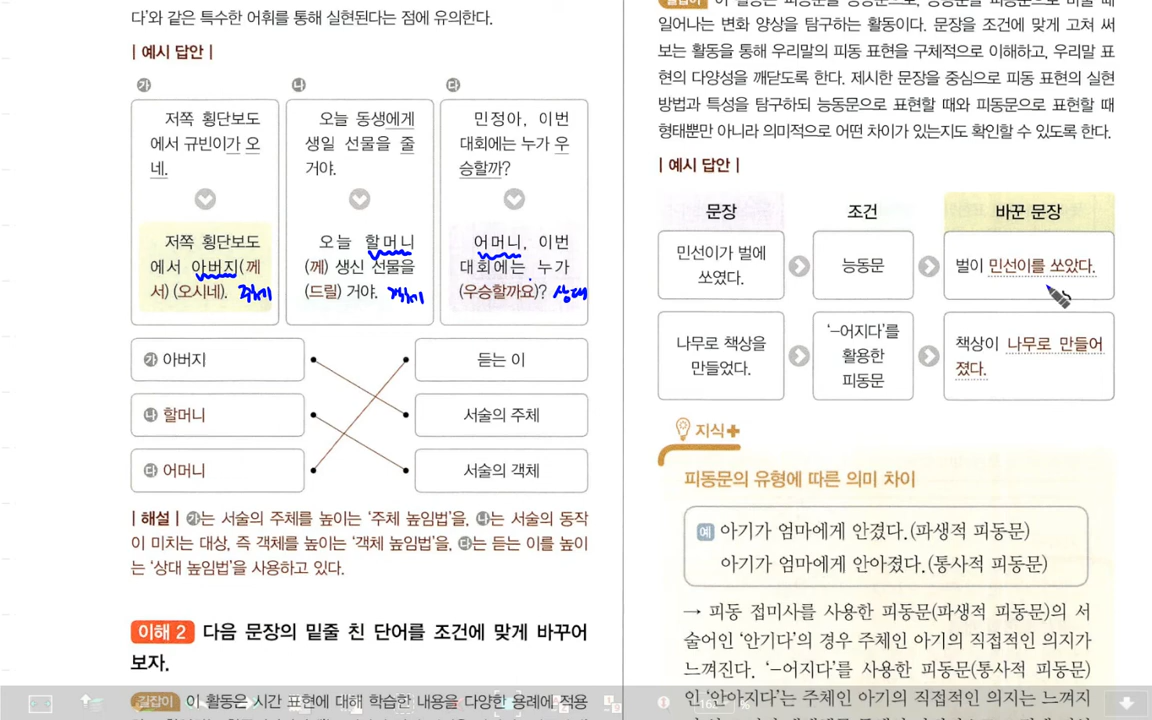 다'와 같은 특수한 어휘를 통해 실현된다는 점에 유의한다.
| 예시 답안 |
가
저쪽 횡단보도
에서 규빈이가 오
네.
저쪽 횡단보도
에서 아버지(께
서) (오시네). 주체
나
오늘 동생에게
생일 선물을 줄
거야.
오늘 할머니
(께) 생신 선물을
(드릴) 거야. 객체
다
민정아, 이번
대회에는 누가 우
승할까?
어머니, 이번
대회에는 누가
(우승할까요)? 상대
가 아버지
듣는 이
나 할머니
서술의 주체
다 어머니
서술의 객체
| 해설 | 가는 서술의 주체를 높이는 '주체 높임법'을, 나는 서술의 동작
이 미치는 대상, 즉 객체를 높이는 '객체 높임법'을, 다는 듣는 이를 높이
는 '상대 높임법'을 사용하고 있다.
이해 2 다음 문장의 밑줄 친 단어를 조건에 맞게 바꾸어
보자.
길잡이 이 활동은 시간 표현에 대해 학습한 내용을 다양한 용례에 적용
일어나는 변화 양상을 탐구하는 활동이다. 문장을 조건에 맞게 고쳐 써
보는 활동을 통해 우리말의 피동 표현을 구체적으로 이해하고, 우리말 표
현의 다양성을 깨닫도록 한다. 제시한 문장을 중심으로 피동 표현의 실현
방법과 특성을 탐구하되 능동문으로 표현할 때와 피동문으로 표현할 때
형태뿐만 아니라 의미적으로 어떤 차이가 있는지도 확인할 수 있도록 한다.
| 예시 답안 |
문장 조건 바꾼 문장
민선이가 벌에
쏘였다.
능동문
벌이 민선이를 쏘았다.
나무로 책상을
만들었다.
'-어지다'를
활용한
피동문
책상이 나무로 만들어
졌다.
지식+
피동문의 유형에 따른 의미 차이
예 아기가 엄마에게 안겼다.(파생적 피동문)
아기가 엄마에게 안아졌다.(통사적 피동문)
→ 피동 접미사를 사용한 피동문(파생적 피동문)의 서
술어인 '안기다'의 경우 주체인 아기의 직접적인 의지가
느껴진다. '-어지다'를 사용한 피동문(통사적 피동문)
인 '안아지다'는 주체인 아기의 직접적인 의지는 느껴지